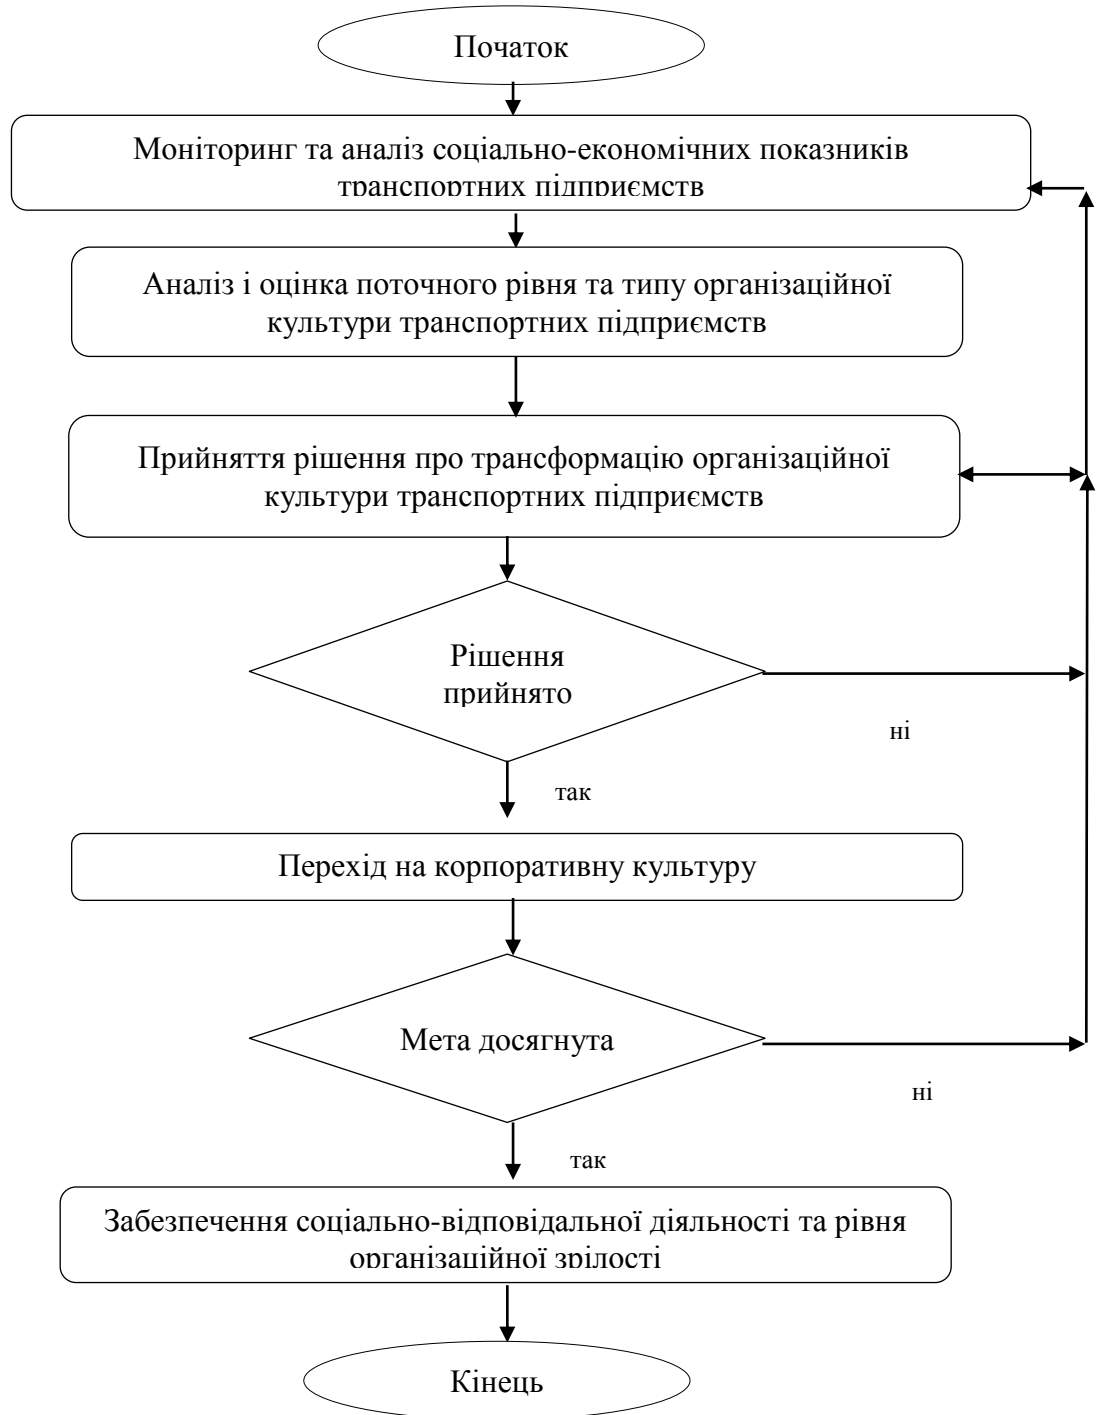 Початок
Моніторинг та аналіз соціально-економічних показників
транспортних підприємств
Аналіз і оцінка поточного рівня та типу організаційної
культури транспортних підприємств
Прийняття рішення про трансформацію організаційної
культури транспортних підприємств
Рішення
прийнято
ні
так
Перехід на корпоративну культуру
Мета досягнута
ні
так
Забезпечення соціально-відповідальної діяльності та рівня
організаційної зрілості
Кінець